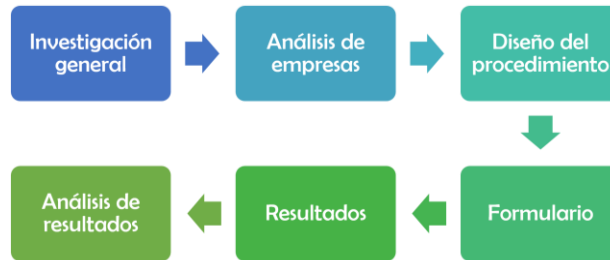 Investigación
general
Análisis de
empresas
Diseño del
procedimiento
Formulario
Resultados
Análisis de
resultados